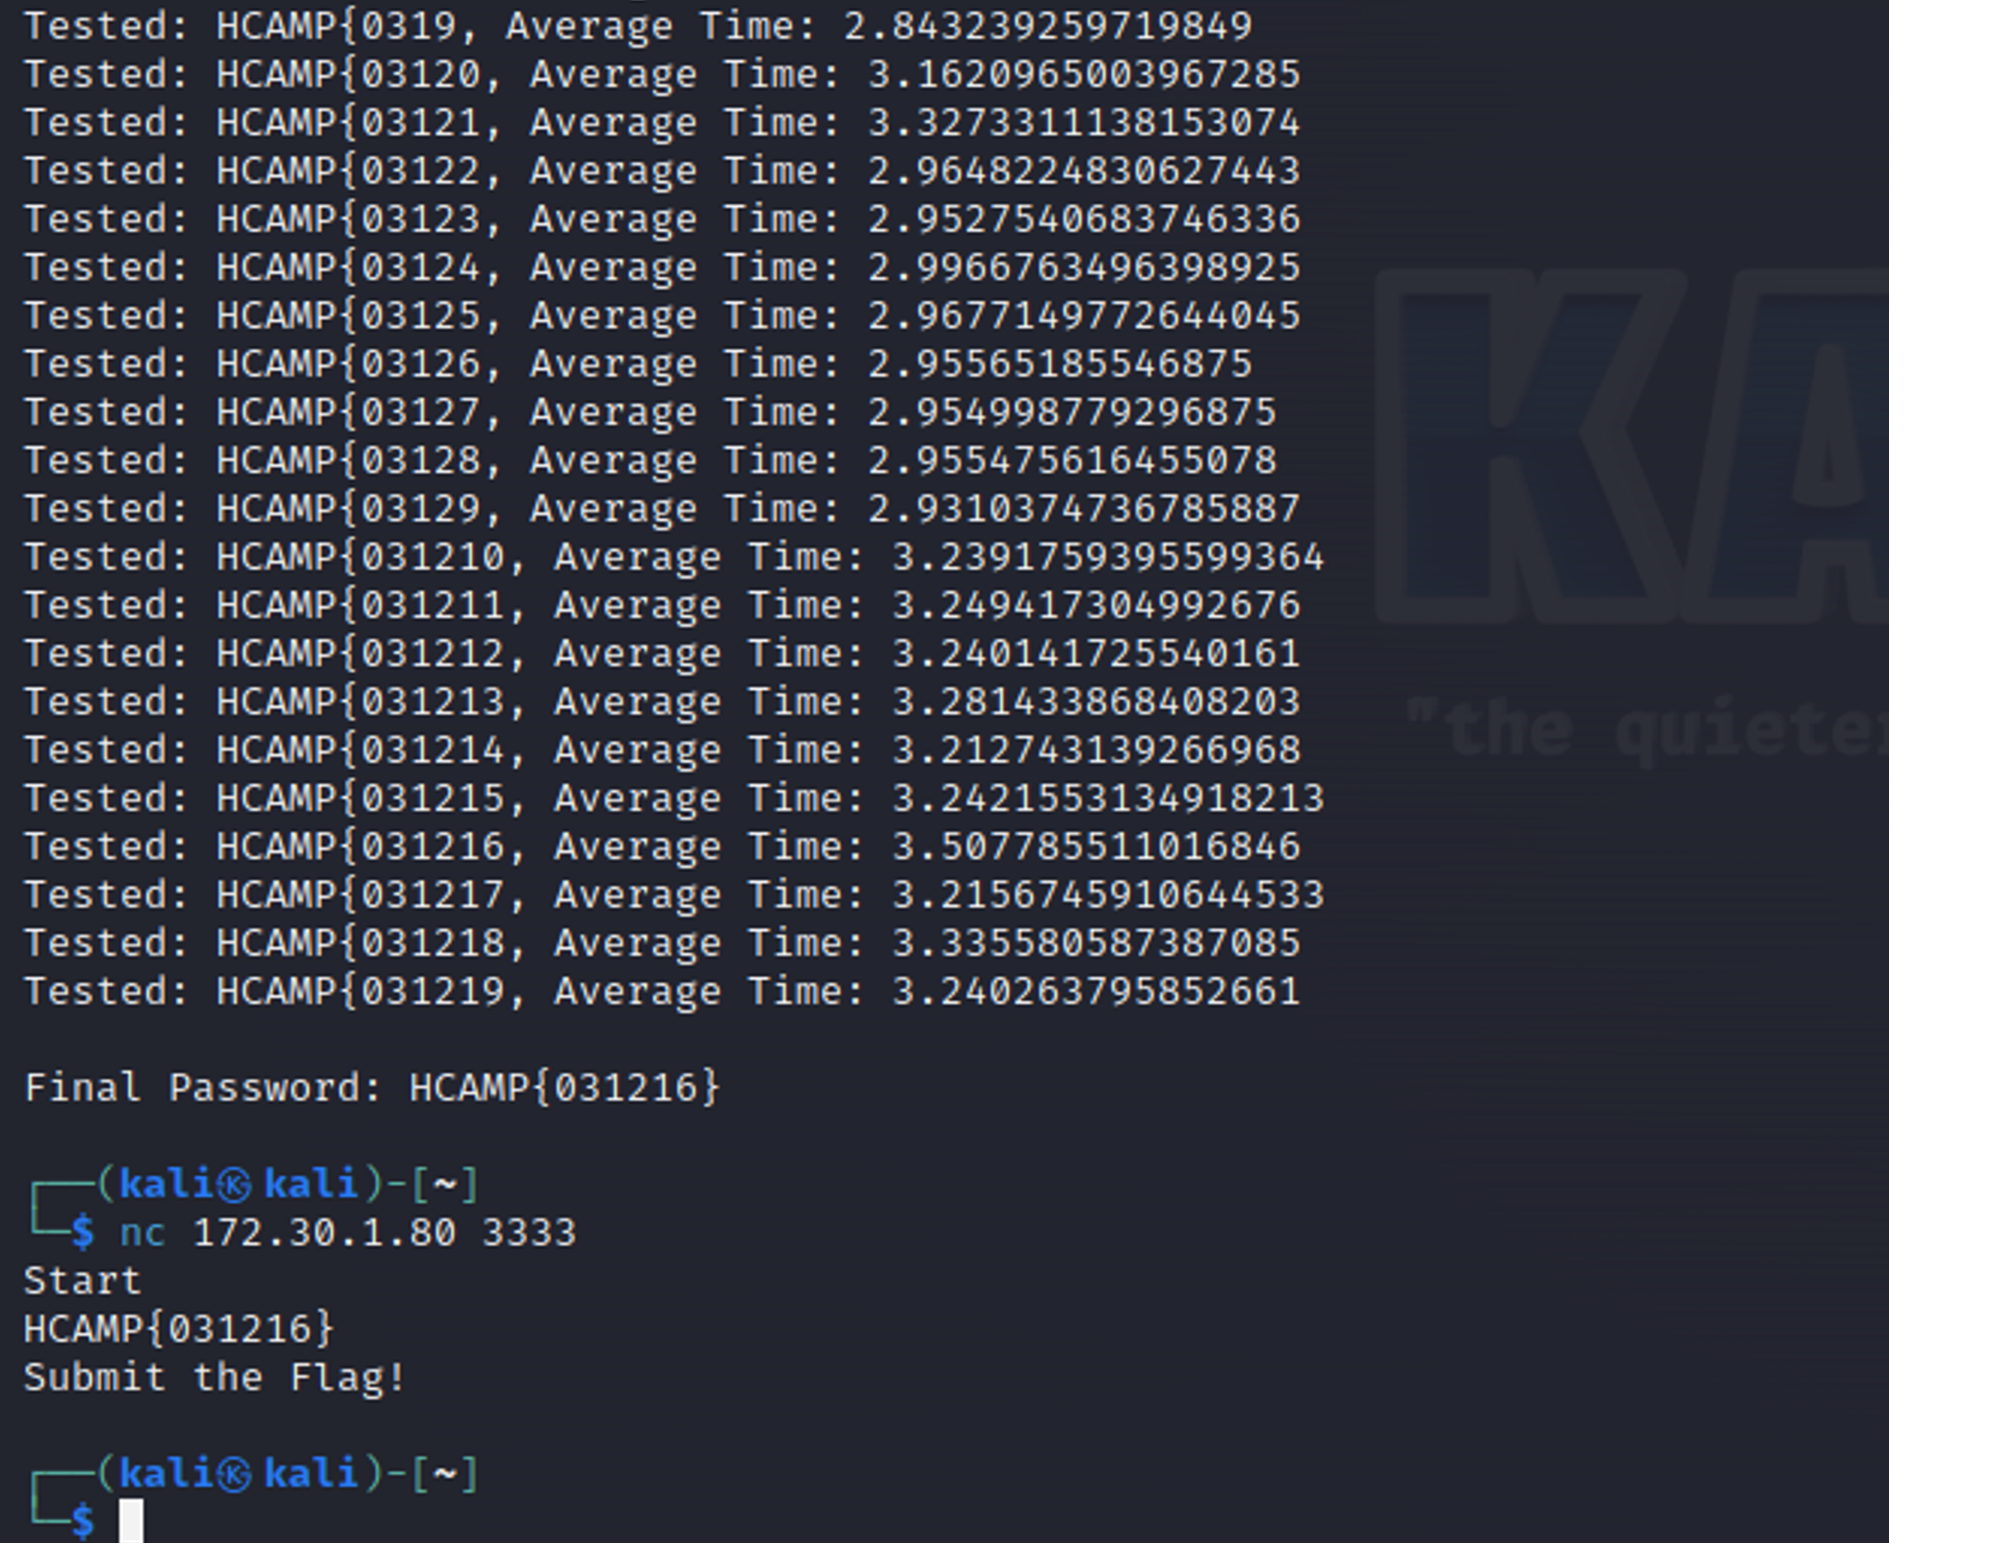 Tested: HCAMP{0319, Average Time: 2.843239259719849
Tested: HCAMP{03120, Average Time: 3.1620965003967285
Tested: HCAMP{03121, Average Time: 3.3273311138153074
Tested: HCAMP{03122, Average Time: 2.9648224830627443
Tested: HCAMP{03123, Average Time: 2.9527540683746336
Tested: HCAMP{03124, Average Time: 2.9966763496398925
Tested: HCAMP{03125, Average Time: 2.9677149772644045
Tested: HCAMP{03126, Average Time: 2.95565185546875
Tested: HCAMP{03127, Average Time: 2.954998779296875
Tested: HCAMP{03128, Average Time: 2.955475616455078
Tested: HCAMP{03129, Average Time: 2.9310374736785887
Tested: HCAMP{031210, Average Time: 3.2391759395599364
Tested: HCAMP{031211, Average Time: 3.249417304992676
Tested: HCAMP{031212, Average Time: 3.240141725540161
Tested: HCAMP{031213, Average Time: 3.281433868408203
Tested: HCAMP{031214, Average Time: 3.212743139266968
Tested: HCAMP{031215, Average Time: 3.2421553134918213
Tested: HCAMP{031216, Average Time: 3.507785511016846
Tested: HCAMP{031217, Average Time: 3.2156745910644533
Tested: HCAMP{031218, Average Time: 3.335580587387085
Tested: HCAMP{031219, Average Time: 3.240263795852661
Final Password: HCAMP{031216}
┌──(kali㉿kali)-[~]
└─$ nc 172.30.1.80 3333
Start
HCAMP{031216}
Submit the Flag!
┌──(kali㉿kali)-[~]
└─$
KA
"the quieter